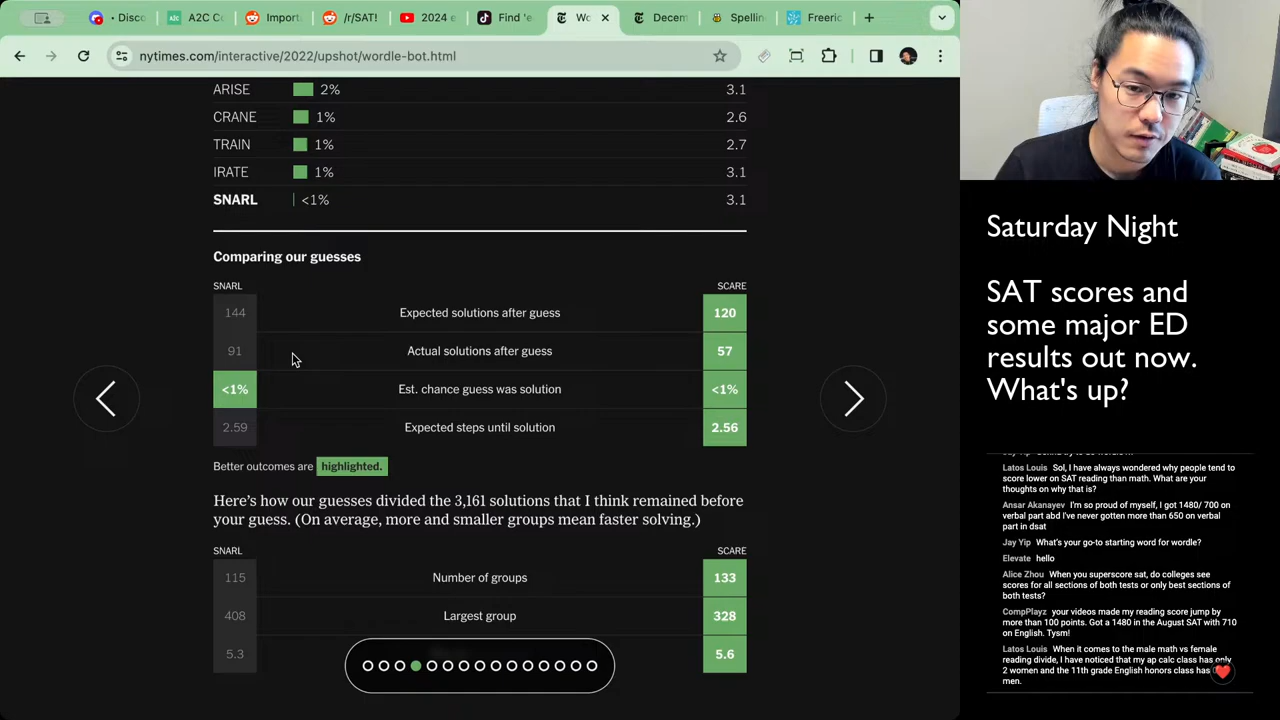 • Disco
A2C C
Import
/r/SAT!
2024 e
Find 'e
Wo
Decem
Spellin
Freeric
nytimes.com/interactive/2022/upshot/wordle-bot.html
ARISE 2% 3.1
CRANE 1% 2.6
TRAIN 1% 2.7
IRATE 1% 3.1
SNARL <1% 3.1
Comparing our guesses
SNARL SCARE
144 Expected solutions after guess 120
91 Actual solutions after guess 57
<1% Est. chance guess was solution <1%
2.59 Expected steps until solution 2.56
Better outcomes are highlighted.
Here's how our guesses divided the 3,161 solutions that I think remained before
your guess. (On average, more and smaller groups mean faster solving.)
SNARL SCARE
115 Number of groups 133
408 Largest group 328
5.3 5.6
Saturday Night
SAT scores and
some major ED
results out now.
What's up?
Latos Louis Sol, I have always wondered why people tend to
score lower on SAT reading than math. What are your
thoughts on why that is?
Ansar Akanayev I'm so proud of myself, I got 1480/ 700 on
verbal part abd I've never gotten more than 650 on verbal
part in dsat
Jay Yip What's your go-to starting word for wordle?
Elevate hello
Alice Zhou When you superscore sat, do colleges see
scores for all sections of both tests or only best sections of
both tests?
CompPlayz your videos made my reading score jump by
more than 100 points. Got a 1480 in the August SAT with 710
on English. Tysm!
Latos Louis When it comes to the male math vs female
reading divide, I have noticed that my ap calc class has only
2 women and the 11th grade English honors class has
men.